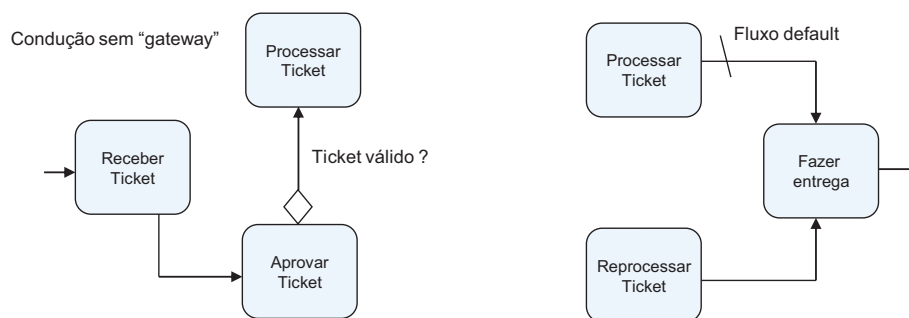 Condução sem “gateway”
Processar
Ticket
Receber
Ticket
Ticket válido ?
Aprovar
Ticket
Fluxo default
Processar
Ticket
Fazer
entrega
Reprocessar
Ticket